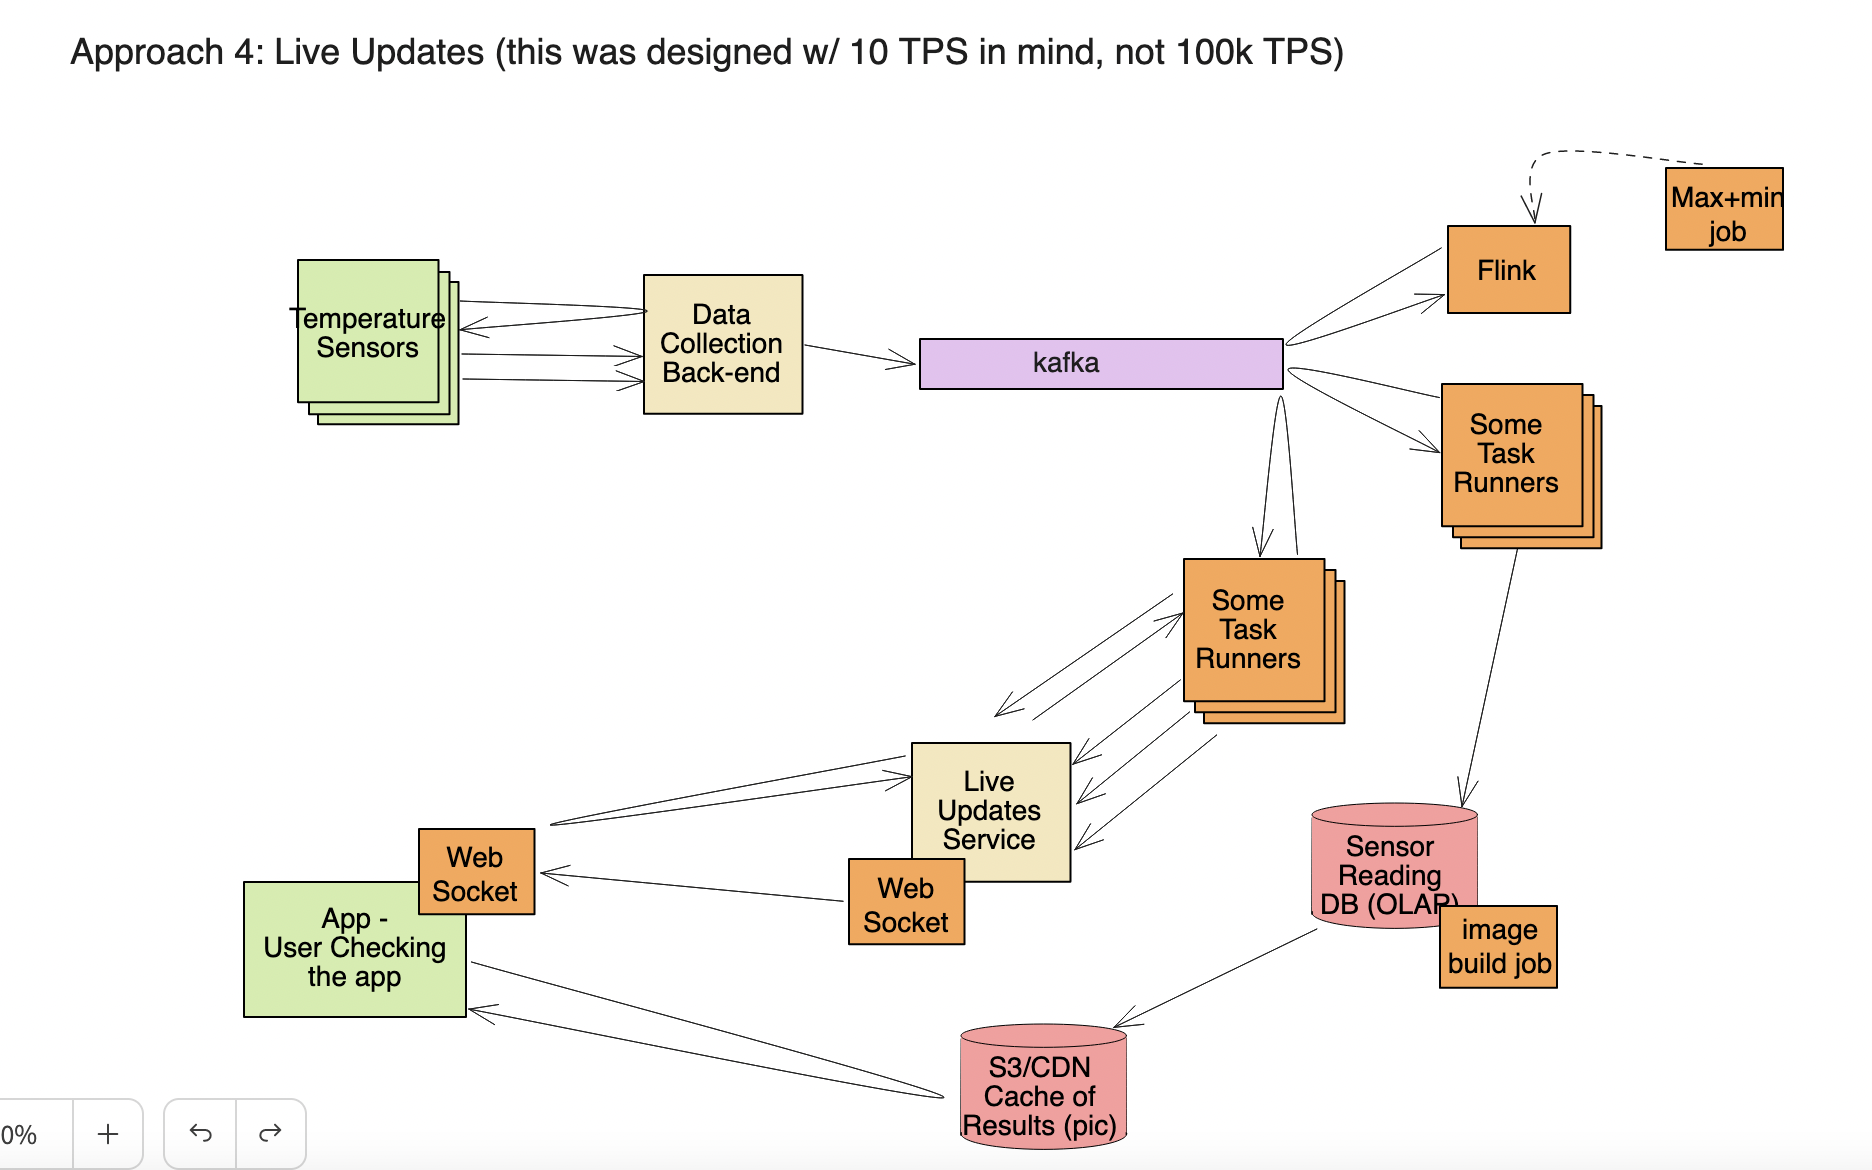 Approach 4: Live Updates (this was designed w/ 10 TPS in mind, not 100k TPS)
Max+min
job
Flink
Temperature
Sensors
Data
Collection
Back-end
kafka
Some
Task
Runners
Some
Task
Runners
Live
Updates
Service
Web
Socket
Web
Socket
App -
User Checking
the app
Sensor
Reading
DB (OLAP)
image
build job
S3/CDN
Cache of
Results (pic)
0%